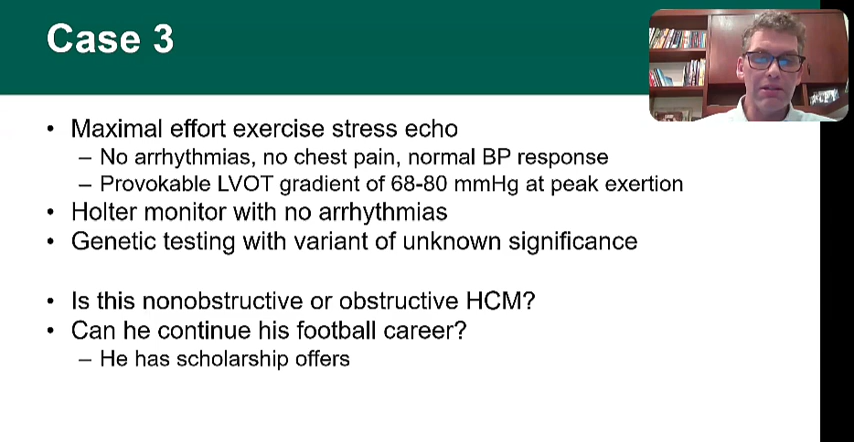 Case 3
• Maximal effort exercise stress echo
– No arrhythmias, no chest pain, normal BP response
– Provokable LVOT gradient of 68-80 mmHg at peak exertion
• Holter monitor with no arrhythmias
• Genetic testing with variant of unknown significance
• Is this nonobstructive or obstructive HCM?
• Can he continue his football career?
– He has scholarship offers